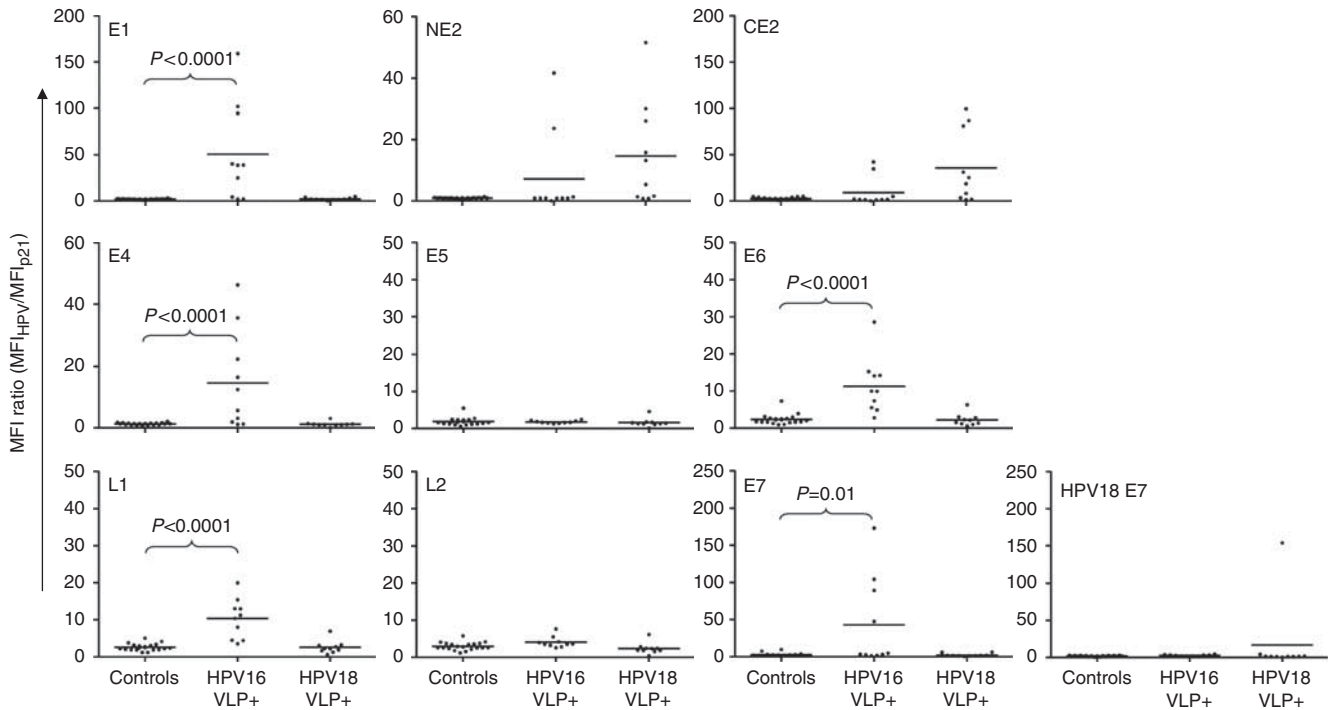 MFI ratio (MFIHPV/MFIp21)
E1
200
150
100
50
0
P<0.0001
NE2
60
40
20
0
CE2
200
150
100
50
0
E4
60
40
20
0
P<0.0001
E5
50
40
30
20
10
0
E6
50
40
30
20
10
0
P<0.0001
L1
50
40
30
20
10
0
P<0.0001
Controls
HPV16
VLP+
HPV18
VLP+
L2
50
40
30
20
10
0
Controls
HPV16
VLP+
HPV18
VLP+
E7
250
200
150
100
50
0
P=0.01
Controls
HPV16
VLP+
HPV18
VLP+
HPV18 E7
250
200
150
100
50
0
Controls
HPV16
VLP+
HPV18
VLP+